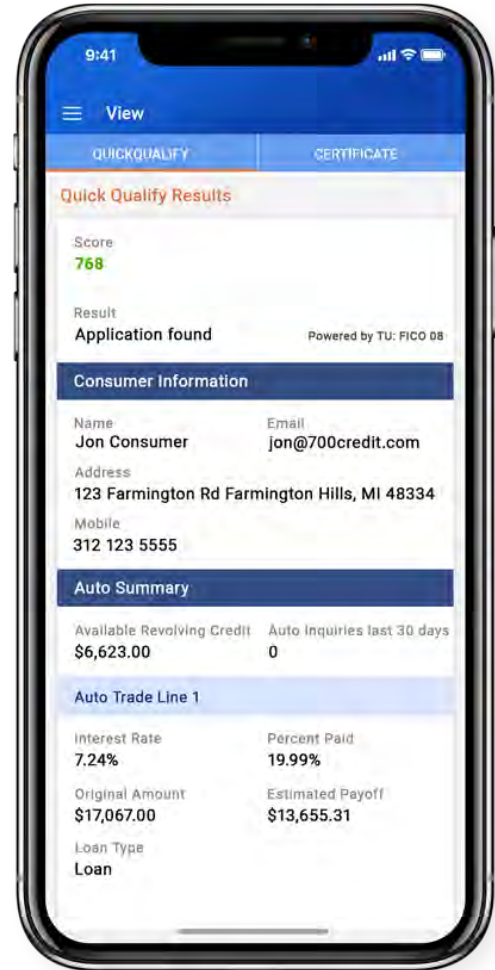 9:41
View
QUICKQUALIFY CERTIFICATE
Quick Qualify Results
Score
768
Result
Application found Powered by TU: FICO 08
Consumer Information
Name Email
Jon Consumer jon@700credit.com
Address
123 Farmington Rd Farmington Hills, MI 48334
Mobile
312 123 5555
Auto Summary
Available Revolving Credit Auto Inquiries last 30 days
$6,623.00 0
Auto Trade Line 1
Interest Rate Percent Paid
7.24% 19.99%
Original Amount Estimated Payoff
$17,067.00 $13,655.31
Loan Type
Loan